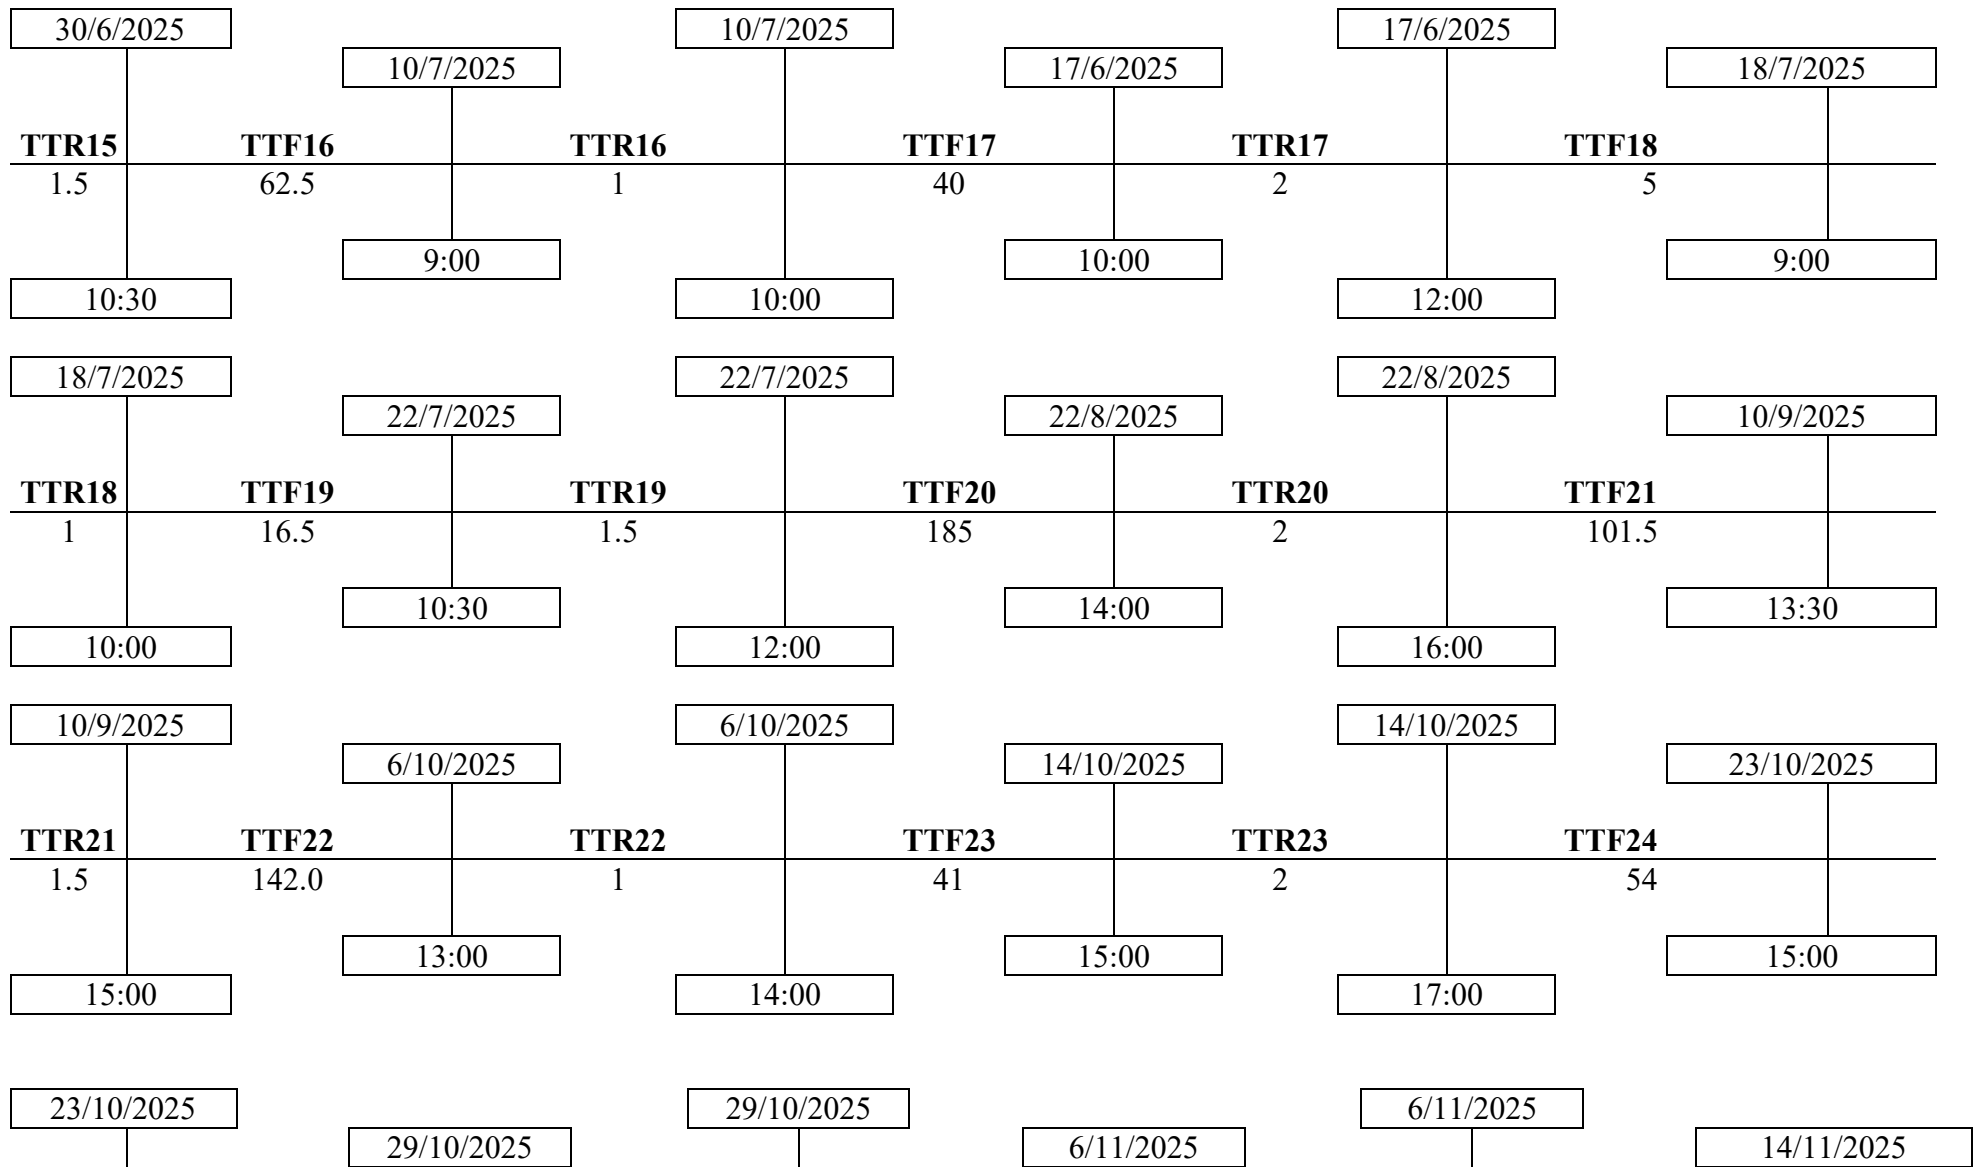 30/6/2025 10/7/2025 17/6/2025
10/7/2025 17/6/2025 18/7/2025
TTR15 TTF16 TTR16 TTF17 TTR17 TTF18
1.5 62.5 1 40 2 5
9:00 10:00 9:00
10:30 10:00 12:00
18/7/2025 22/7/2025 22/8/2025
22/7/2025 22/8/2025 10/9/2025
TTR18 TTF19 TTR19 TTF20 TTR20 TTF21
1 16.5 1.5 185 2 101.5
10:30 14:00 13:30
10:00 12:00 16:00
10/9/2025 6/10/2025 14/10/2025
6/10/2025 14/10/2025 23/10/2025
TTR21 TTF22 TTR22 TTF23 TTR23 TTF24
1.5 142.0 1 41 2 54
13:00 15:00 15:00
15:00 14:00 17:00
23/10/2025 29/10/2025 6/11/2025
29/10/2025 6/11/2025 14/11/2025